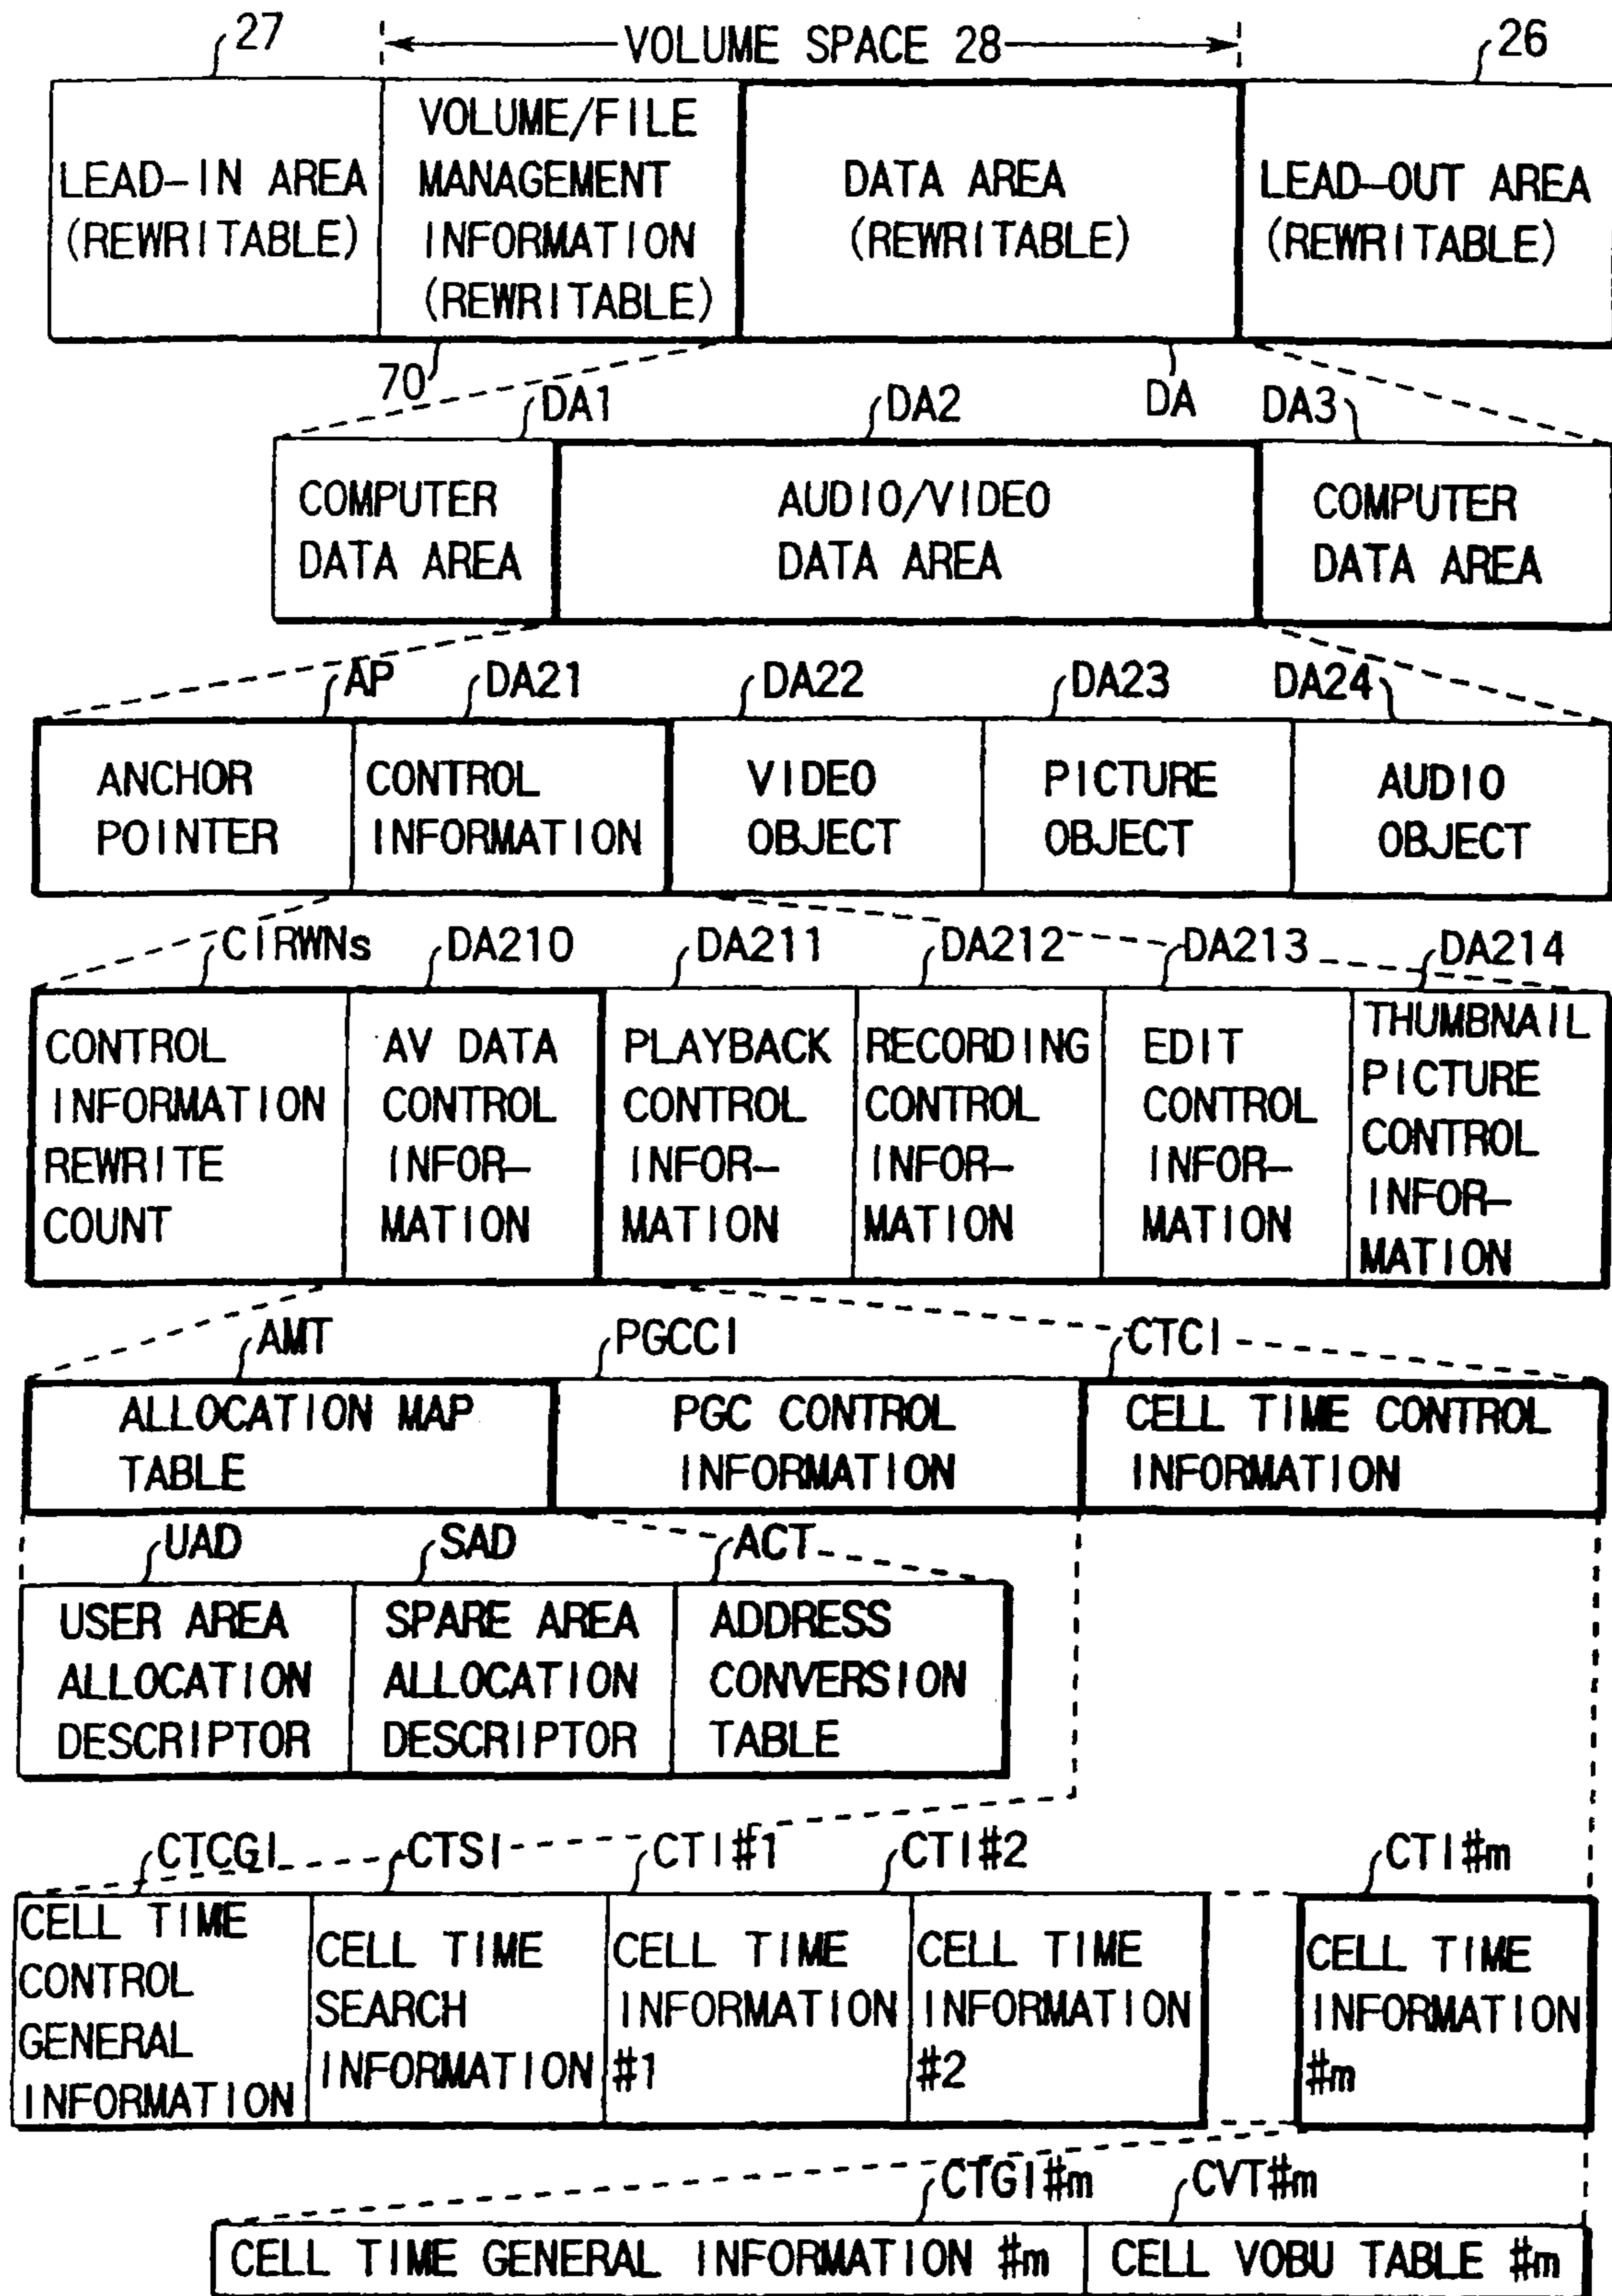 27
VOLUME SPACE 28
26
LEAD-IN AREA
(REWRITABLE)
VOLUME/FILE
MANAGEMENT
INFORMATION
(REWRITABLE)
DATA AREA
(REWRITABLE)
LEAD-OUT AREA
(REWRITABLE)
70
DA1
DA2
DA
DA3
COMPUTER
DATA AREA
AUDIO/VIDEO
DATA AREA
COMPUTER
DATA AREA
AP
DA21
DA22
DA23
DA24
ANCHOR
POINTER
CONTROL
INFORMATION
VIDEO
OBJECT
PICTURE
OBJECT
AUDIO
OBJECT
CIRWNs
DA210
DA211
DA212
DA213
DA214
CONTROL
INFORMATION
REWRITE
COUNT
AV DATA
CONTROL
INFOR-
MATION
PLAYBACK
CONTROL
INFOR-
MATION
RECORDING
CONTROL
INFOR-
MATION
EDIT
CONTROL
INFOR-
MATION
THUMBNAIL
PICTURE
CONTROL
INFOR-
MATION
AMT
PGCCI
CTCI
ALLOCATION MAP
TABLE
PGC CONTROL
INFORMATION
CELL TIME CONTROL
INFORMATION
UAD
SAD
ACT
USER AREA
ALLOCATION
DESCRIPTOR
SPARE AREA
ALLOCATION
DESCRIPTOR
ADDRESS
CONVERSION
TABLE
CTCGI
CTSI
CTI#1
CTI#2
CTI#m
CELL TIME
CONTROL
GENERAL
INFORMATION
CELL TIME
SEARCH
INFORMATION
CELL TIME
INFORMATION
#1
CELL TIME
INFORMATION
#2
CELL TIME
INFORMATION
#m
CTGI#m
CVT#m
CELL TIME GENERAL INFORMATION #m
CELL VOBU TABLE #m